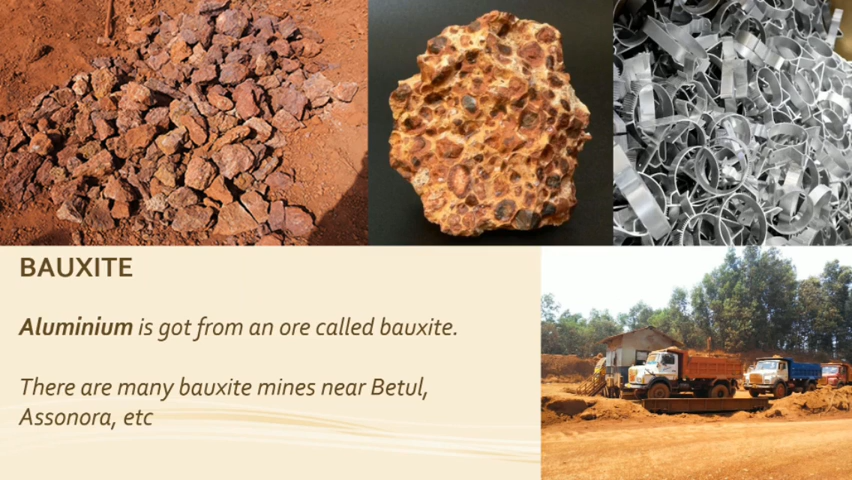 BAUXITE
Aluminium is got from an ore called bauxite.
There are many bauxite mines near Betul,
Assonora, etc